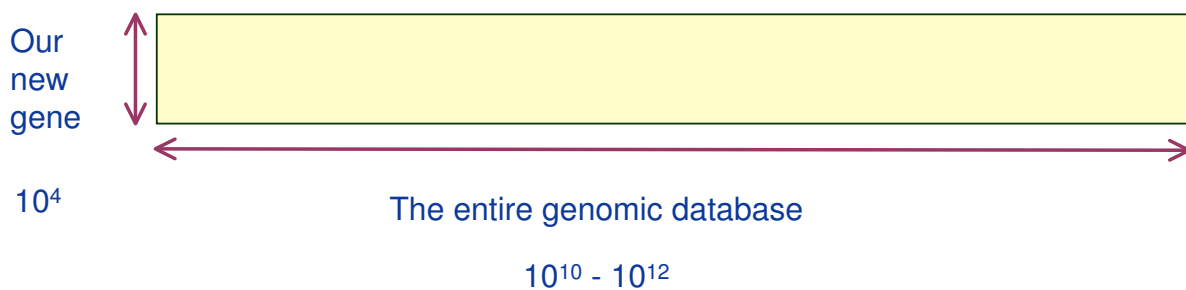 Our
new
gene
10⁴
The entire genomic database
10¹⁰ - 10¹²